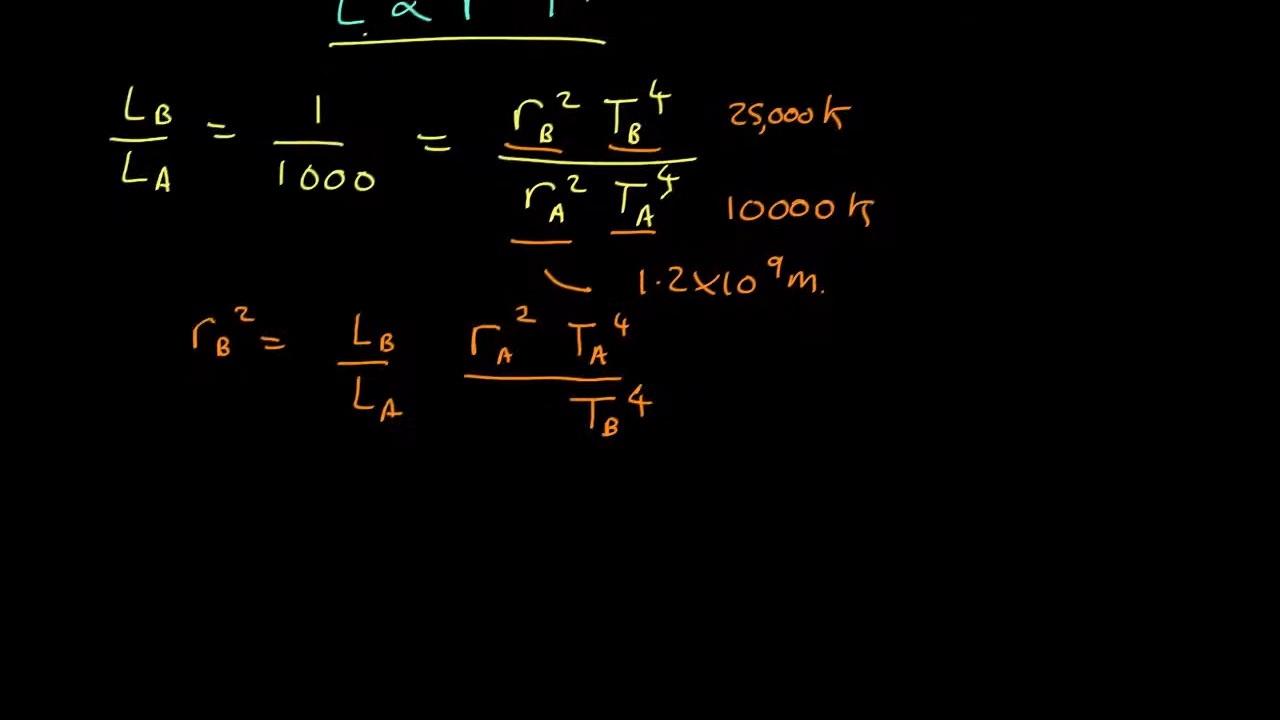 L ∝ r T
L_B / L_A = 1 / 1000 = r_B² T_B⁴ / r_A² T_A⁴
25,000 K
10000 K
1.2×10⁹ m.
r_B² = L_B / L_A r_A² T_A⁴ / T_B⁴